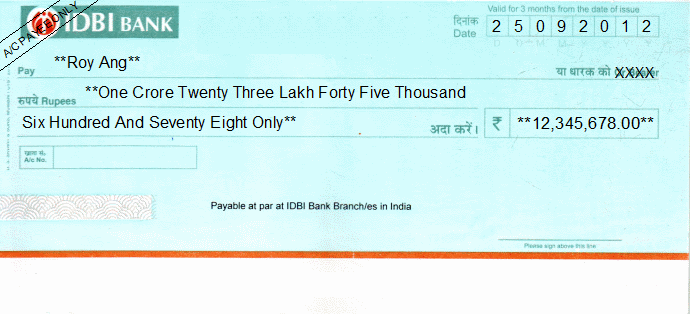 A/C PAYEE ONLY
IDBI BANK
Valid for 3 months from the date of issue
दिनांक
Date
2 5 0 9 2 0 1 2
Pay **Roy Ang** या धारक को XXXX
रुपये Rupees **One Crore Twenty Three Lakh Forty Five Thousand
Six Hundred And Seventy Eight Only** अदा करें। ₹ **12,345,678.00**
खाता सं.
A/c No.
Payable at par at IDBI Bank Branch/es in India
Please sign above this line